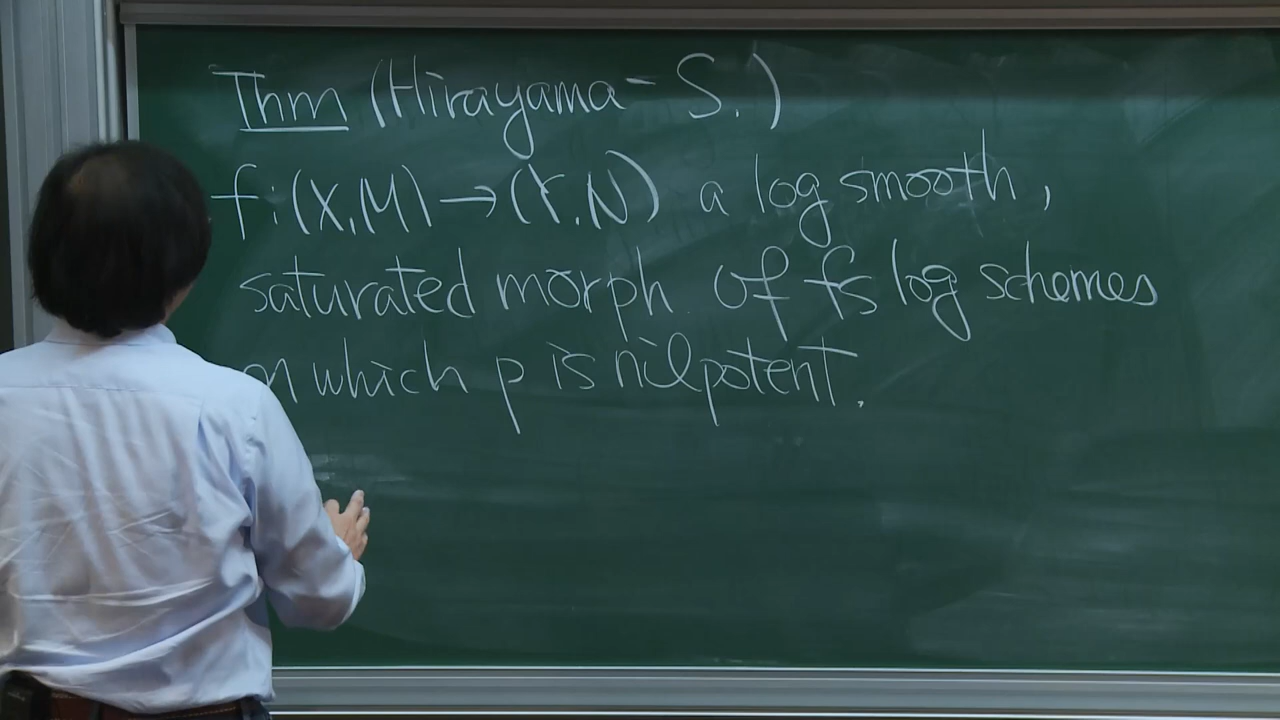 Thm (Hirayama - S.)
f : (X, M) → (Y, N) a log smooth,
saturated morph. of fs log schemes
on which p is nilpotent.